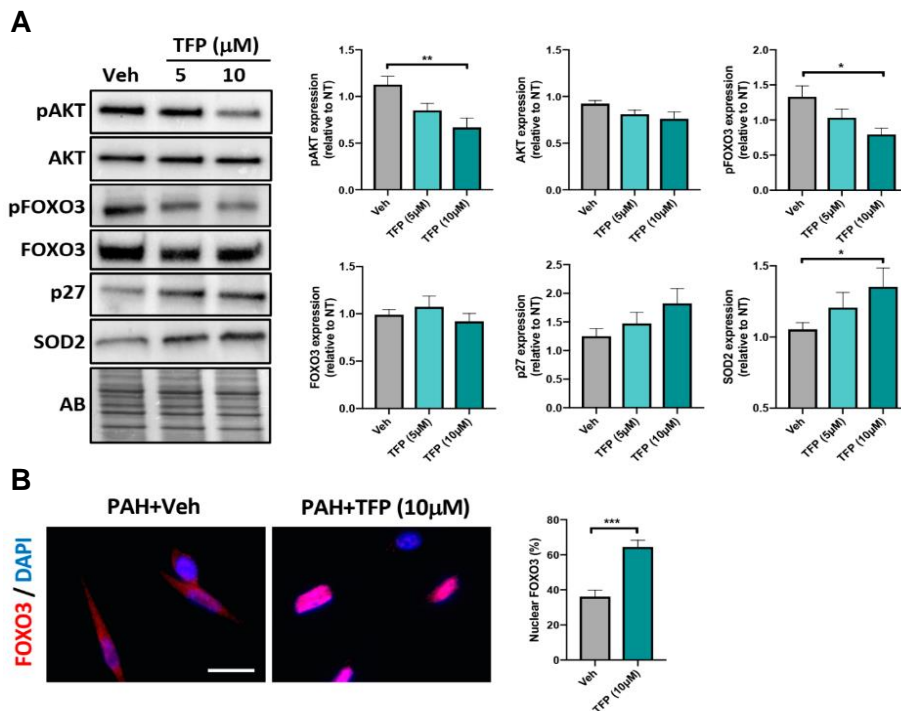 A
TFP (μM)
Veh 5 10
pAKT
AKT
pFOXO3
FOXO3
p27
SOD2
AB
pAKT expression
(relative to NT)
1.5
1.0
0.5
0.0
Veh
TFP (5μM)
TFP (10μM)
**
AKT expression
(relative to NT)
1.5
1.0
0.5
0.0
Veh
TFP (5μM)
TFP (10μM)
pFOXO3 expression
(relative to NT)
2.0
1.5
1.0
0.5
0.0
Veh
TFP (5μM)
TFP (10μM)
*
FOXO3 expression
(relative to NT)
1.5
1.0
0.5
0.0
Veh
TFP (5μM)
TFP (10μM)
p27 expression
(relative to NT)
2.5
2.0
1.5
1.0
0.5
0.0
Veh
TFP (5μM)
TFP (10μM)
SOD2 expression
(relative to NT)
1.5
1.0
0.5
Veh
TFP (5μM)
TFP (10μM)
*
B
PAH+Veh
PAH+TFP (10μM)
FOXO3 / DAPI
Nuclear FOXO3 (%)
80
60
40
20
0
Veh
TFP (10μM)
***